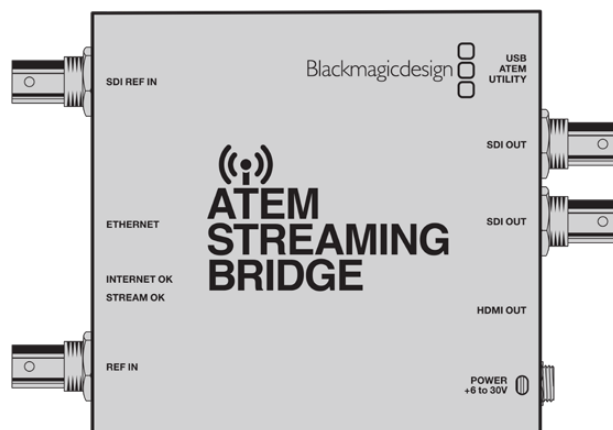 SDI REF IN
Blackmagicdesign
USB
ATEM
UTILITY
SDI OUT
ETHERNET
ATEM
STREAMING
BRIDGE
SDI OUT
INTERNET OK
STREAM OK
HDMI OUT
REF IN
POWER
+6 to 30V